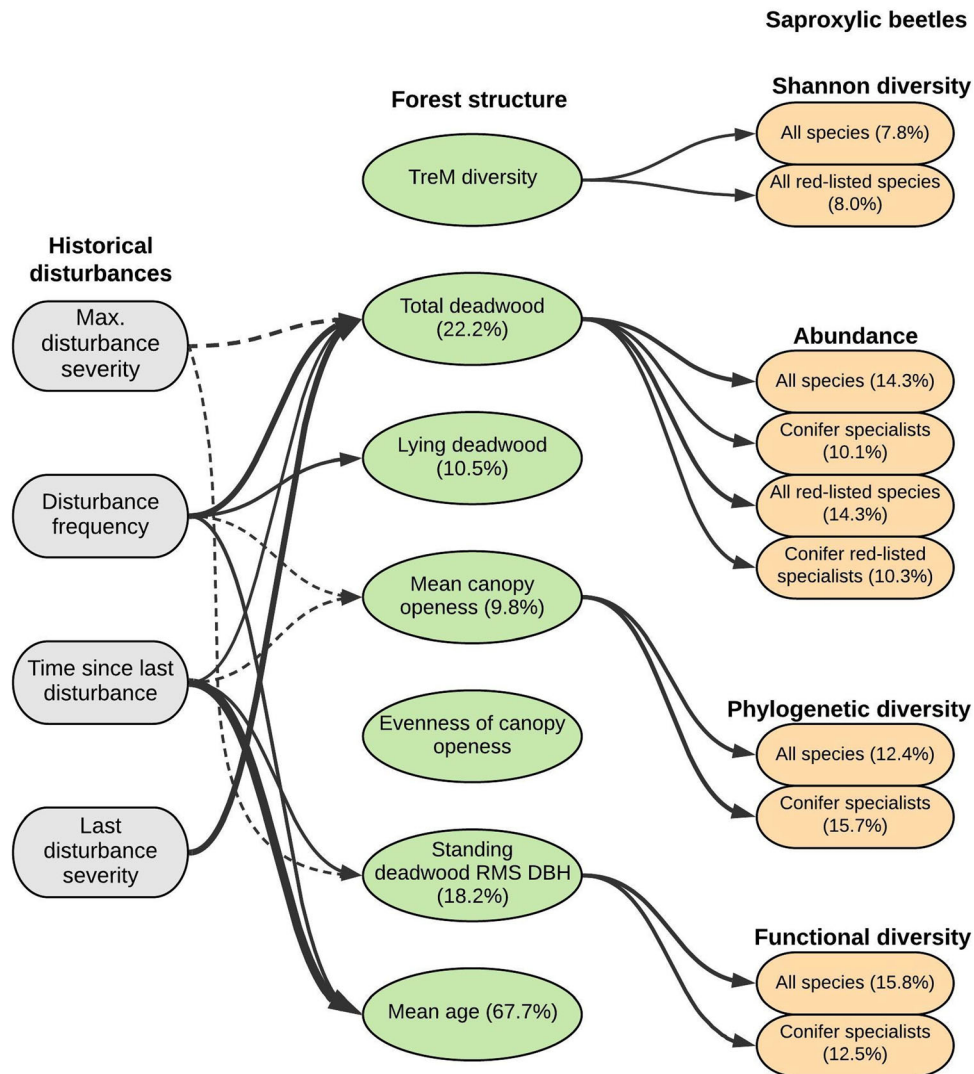 Saproxylic beetles
Forest structure
Shannon diversity
TreM diversity
All species (7.8%)
All red-listed species
(8.0%)
Historical
disturbances
Max.
disturbance
severity
Disturbance
frequency
Time since last
disturbance
Last
disturbance
severity
Total deadwood
(22.2%)
Lying deadwood
(10.5%)
Mean canopy
openess (9.8%)
Evenness of canopy
openess
Standing
deadwood RMS DBH
(18.2%)
Mean age (67.7%)
Abundance
All species (14.3%)
Conifer specialists
(10.1%)
All red-listed species
(14.3%)
Conifer red-listed
specialists (10.3%)
Phylogenetic diversity
All species (12.4%)
Conifer specialists
(15.7%)
Functional diversity
All species (15.8%)
Conifer specialists
(12.5%)